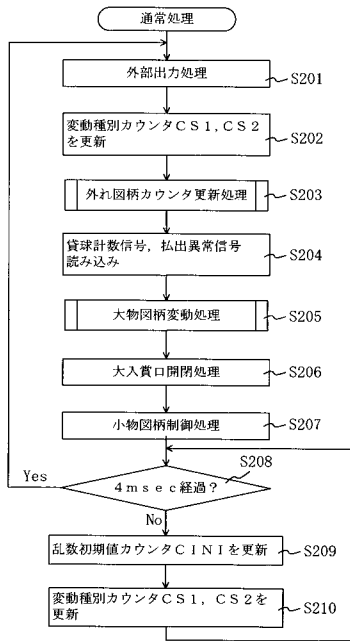 通常処理
外部出力処理
S201
変動種別カウンタCS1,CS2
を更新
S202
外れ図柄カウンタ更新処理
S203
貸球計数信号,払出異常信号
読み込み
S204
大物図柄変動処理
S205
大入賞口開閉処理
S206
小物図柄制御処理
S207
S208
Yes
4msec経過?
No
乱数初期値カウンタCINIを更新
S209
変動種別カウンタCS1, CS2を
更新
S210